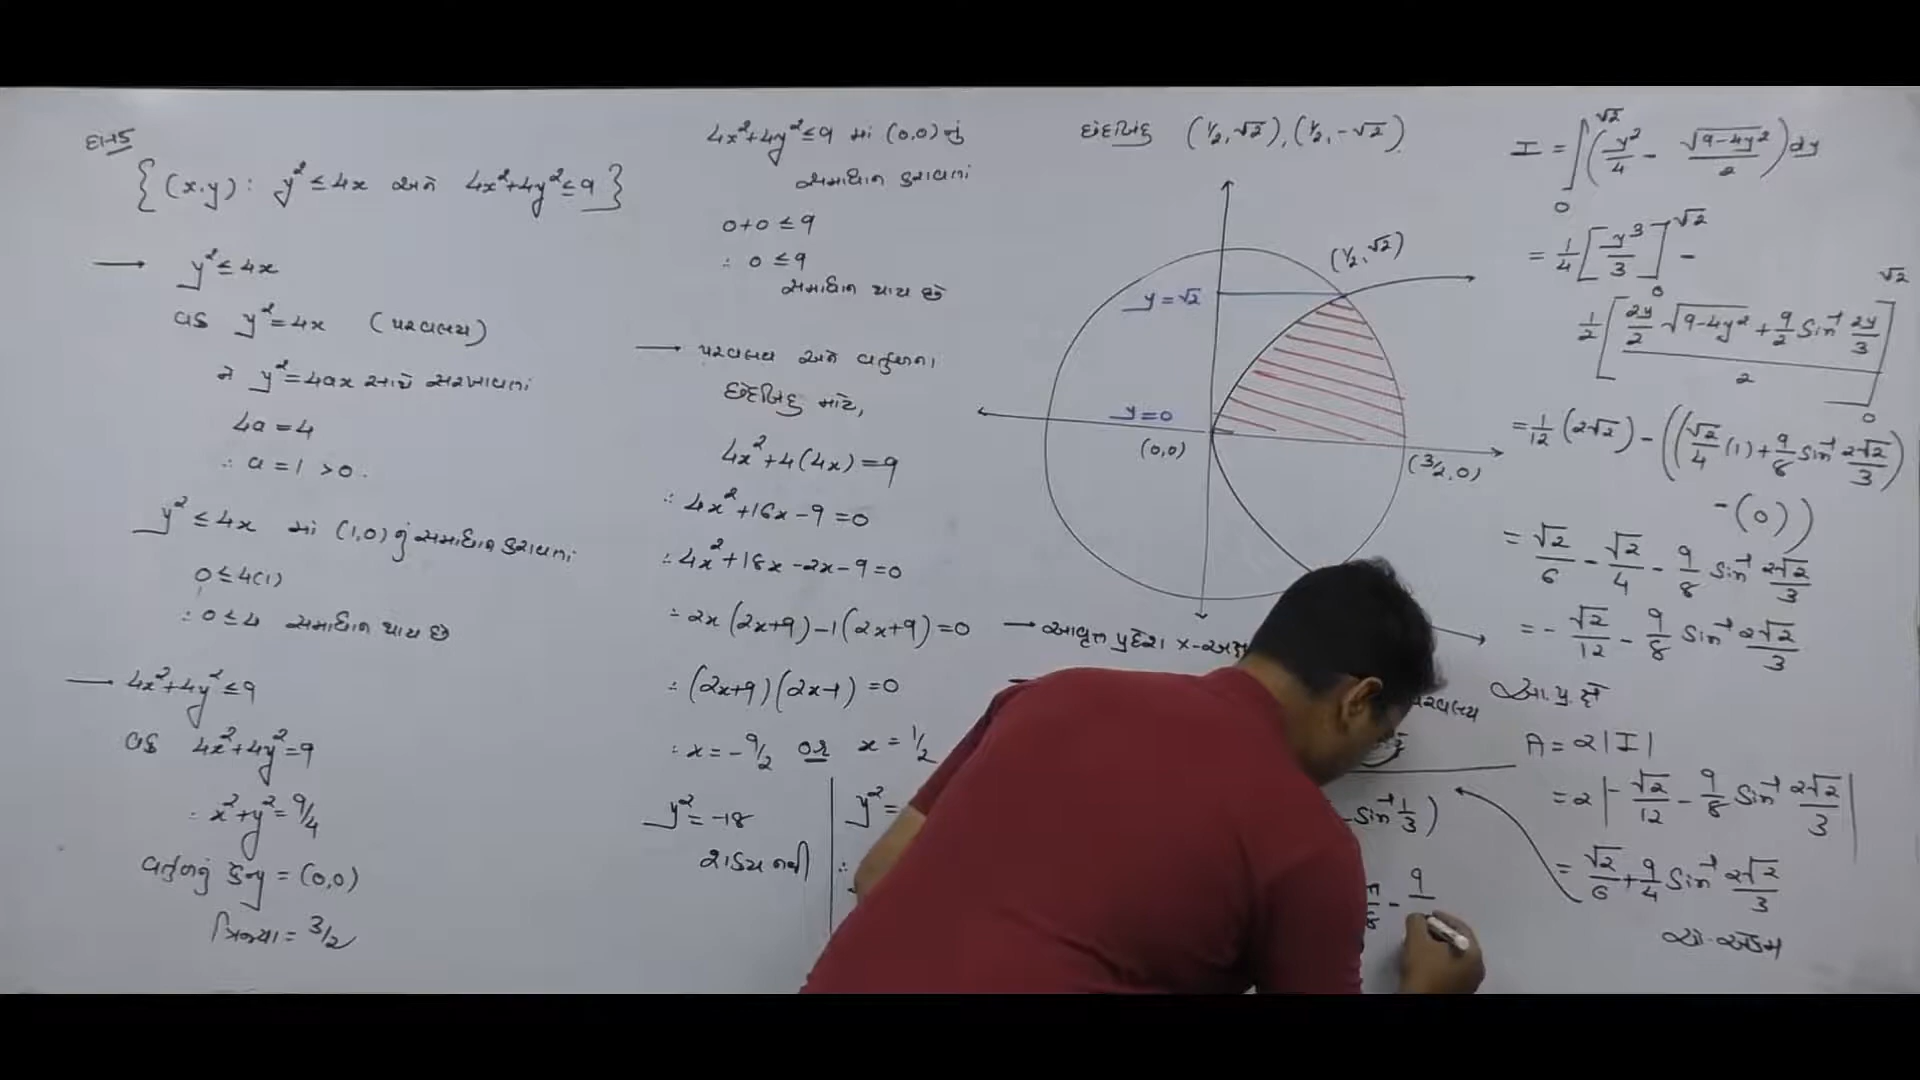 દા-5
{(x,y) : y² ≤ 4x અને 4x²+4y² ≤ 9}
→ y² ≤ 4x
વક્ર y² = 4x (પરવલય)
ને y² = 4ax સાથે સરખાવતાં
4a = 4
∴ a = 1 > 0.
y² ≤ 4x માં (1,0) નું સમાધાન કરાવતાં
0 ≤ 4(1)
∴ 0 ≤ 4 સમાધાન થાય છે
→ 4x²+4y² ≤ 9
વક્ર 4x²+4y² = 9
∴ x²+y² = 9/4
વર્તુળનું કેન્દ્ર = (0,0)
ત્રિજ્યા = 3/2
4x²+4y² ≤ 9 માં (0,0) નું
સમાધાન કરાવતાં
0+0 ≤ 9
∴ 0 ≤ 9
સમાધાન થાય છે
→ પરવલય અને વર્તુળના
છેદબિંદુ માટે,
4x²+4(4x) = 9
∴ 4x²+16x-9 = 0
∴ 4x²+18x-2x-9 = 0
∴ 2x(2x+9)-1(2x+9) = 0
∴ (2x+9)(2x-1) = 0
∴ x = -9/2 or x = 1/2
y² = -18
શક્ય નથી
y² =
∴
છેદબિંદુ (1/2, √2), (1/2, -√2)
(1/2, √2)
y = √2
y = 0
(0,0)
(3/2, 0)
→ આવૃત્ત પ્રદેશ x-અક્ષ
પરવલય
- Sin⁻¹ 1/3)
- 9
I = ∫₀^√2 (y²/4 - √(9-4y²)/2) dy
= 1/4 [y³/3]₀^√2 -
1/2 [(2y/2 √(9-4y²) + 9/2 Sin⁻¹ 2y/3)/2]₀^√2
= 1/12 (2√2) - ((√2/4 (1) + 9/8 Sin⁻¹ 2√2/3)
-(0))
= √2/6 - √2/4 - 9/8 Sin⁻¹ 2√2/3
= -√2/12 - 9/8 Sin⁻¹ 2√2/3
આ.પ્ર.ક્ષે
A = 2|I|
= 2|-√2/12 - 9/8 Sin⁻¹ 2√2/3|
= √2/6 + 9/4 Sin⁻¹ 2√2/3
ચો.એકમ